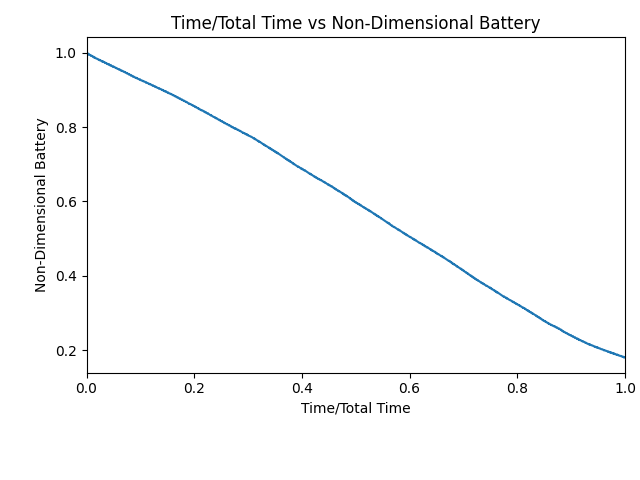 Time/Total Time vs Non-Dimensional Battery
Non-Dimensional Battery
1.0
0.8
0.6
0.4
0.2
0.0 0.2 0.4 0.6 0.8 1.0
Time/Total Time